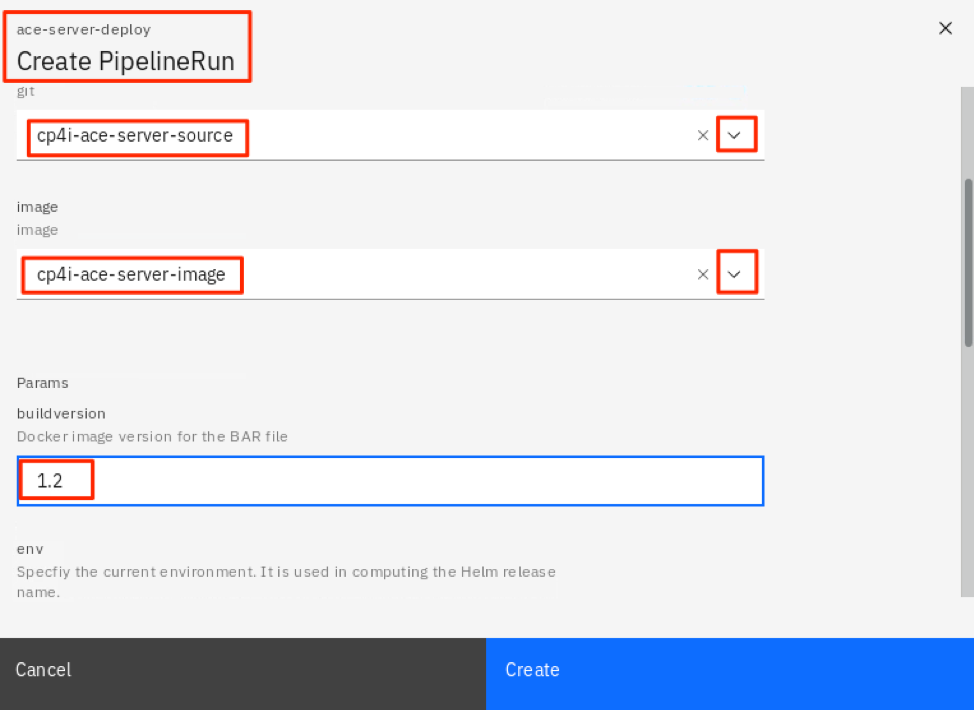 ace-server-deploy
Create PipelineRun
git
cp4i-ace-server-source
image
image
cp4i-ace-server-image
Params
buildversion
Docker image version for the BAR file
1.2
env
Specfiy the current environment. It is used in computing the Helm release
name.
Cancel
Create